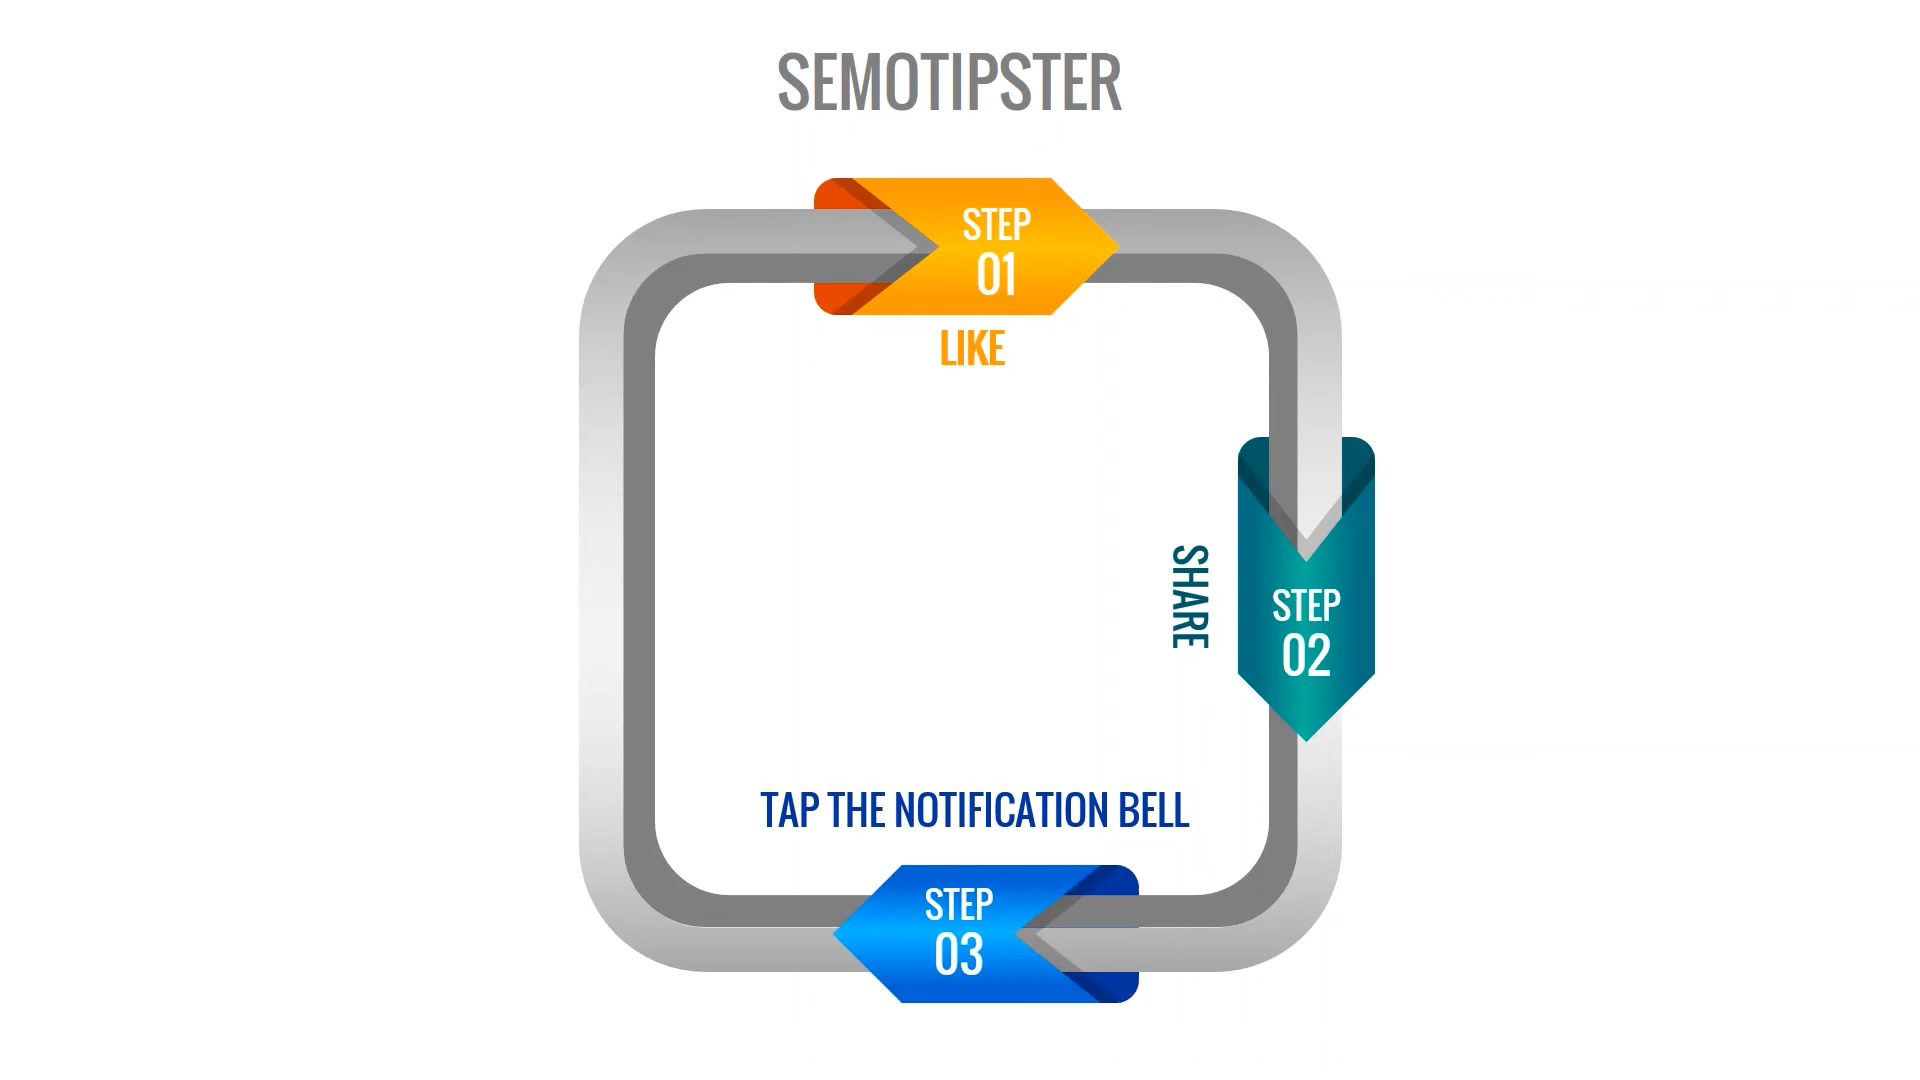 SEMOTIPSTER
STEP
01
LIKE
SHARE
STEP
02
TAP THE NOTIFICATION BELL
STEP
03